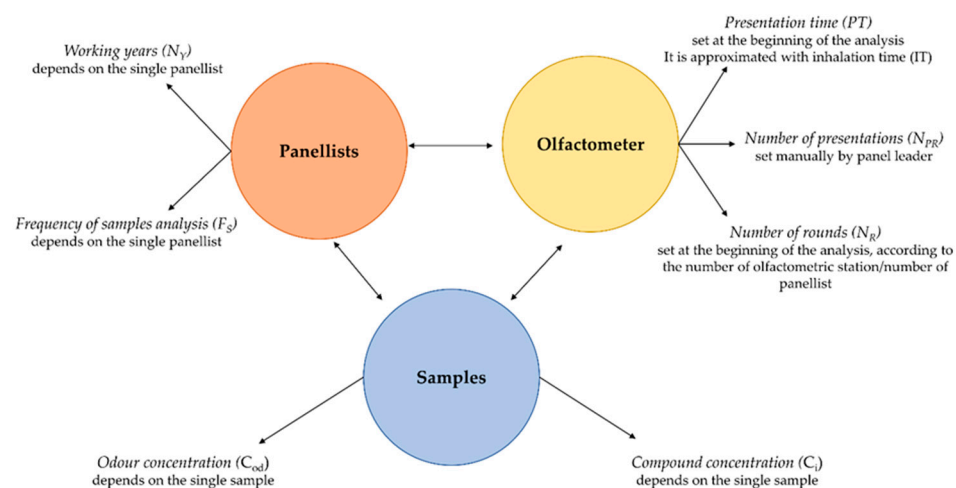 Presentation time (PT)
set at the beginning of the analysis
It is approximated with inhalation time (IT)
Working years (N_Y)
depends on the single panellist
Panellists
Olfactometer
Number of presentations (N_PR)
set manually by panel leader
Frequency of samples analysis (F_S)
depends on the single panellist
Number of rounds (N_R)
set at the beginning of the analysis, according to
the number of olfactometric station/number of
panellist
Samples
Odour concentration (C_od)
depends on the single sample
Compound concentration (C_i)
depends on the single sample